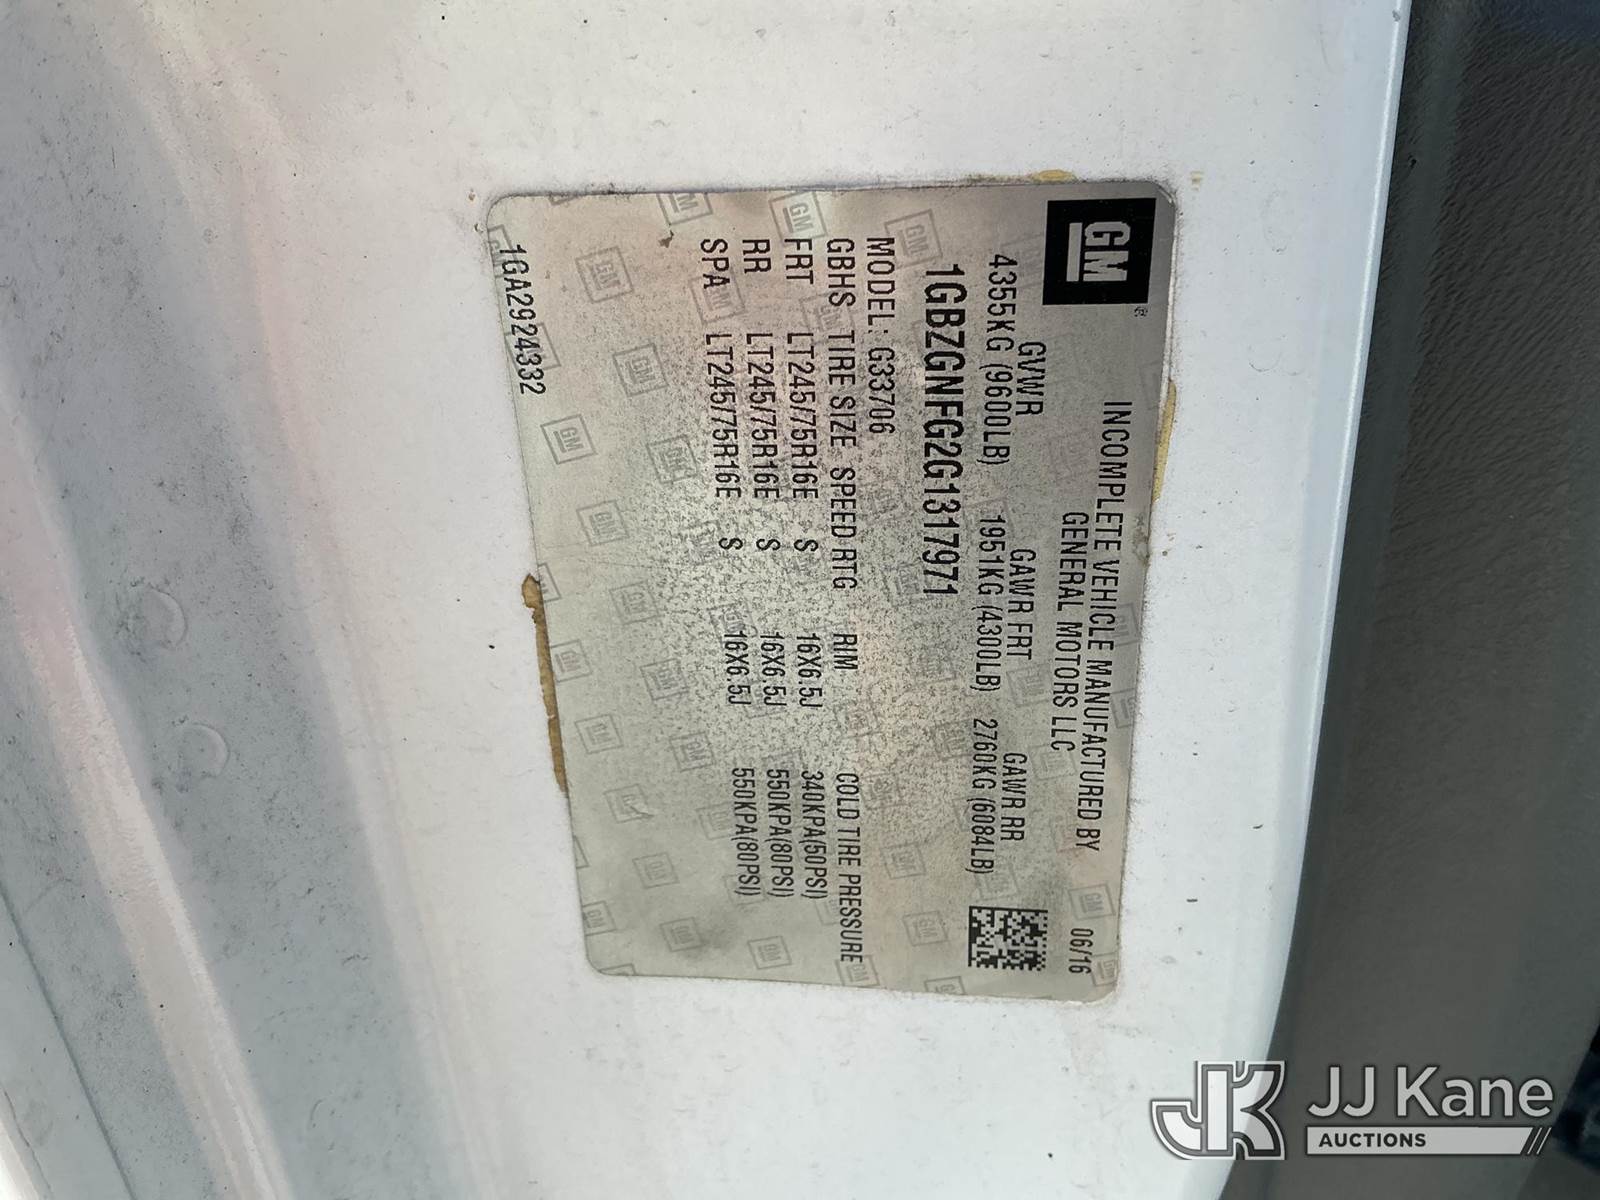 GM ®
INCOMPLETE VEHICLE MANUFACTURED BY
GENERAL MOTORS LLC
06/16
GVWR GAWR FRT GAWR RR
4355KG (9600LB) 1951KG (4300LB) 2760KG (6084LB)
1GBZGNFG2G1317971
MODEL: G33706
GBHS TIRE SIZE SPEED RTG RIM COLD TIRE PRESSURE
FRT LT245/75R16E S 16X6.5J 340KPA(50PSI)
RR LT245/75R16E S 16X6.5J 550KPA(80PSI)
SPA LT245/75R16E S 16X6.5J 550KPA(80PSI)
1GA2924332
JK JJ Kane
AUCTIONS